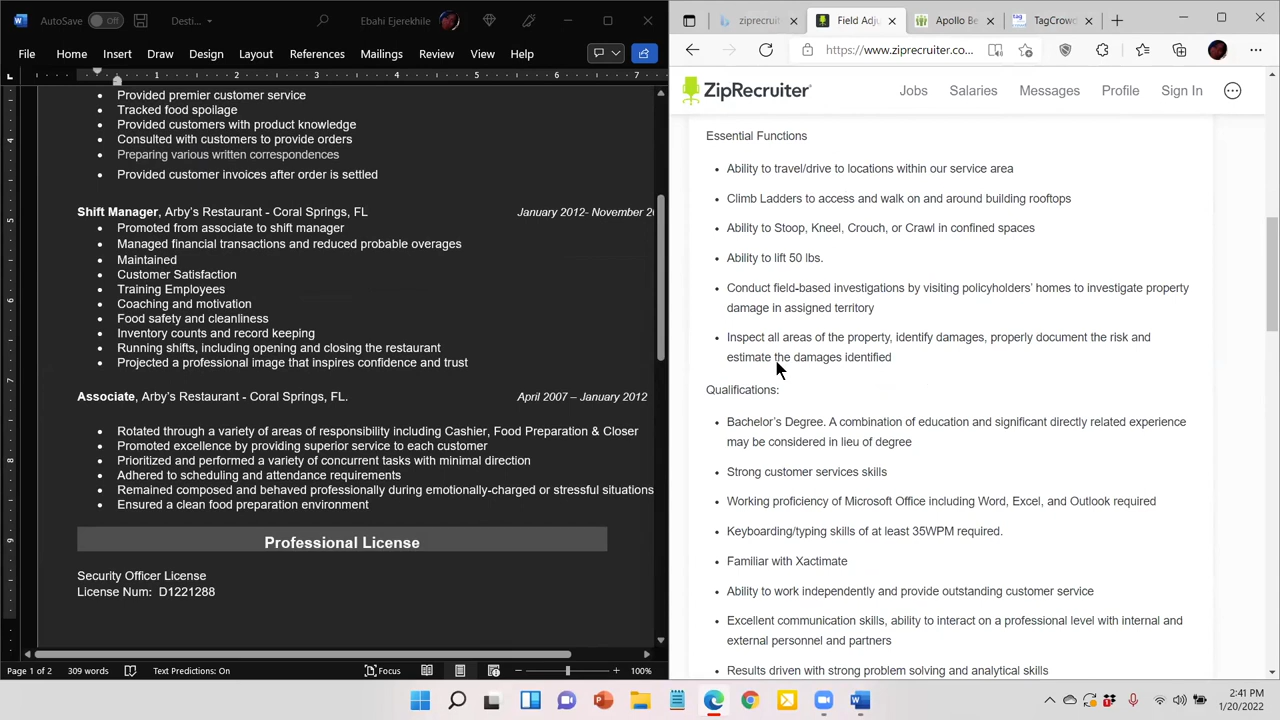 AutoSave Off Desti... Ebahi Ejerekhile
File Home Insert Draw Design Layout References Mailings Review View Help
1 2 3 4 5 6 7
Provided premier customer service
Tracked food spoilage
Provided customers with product knowledge
Consulted with customers to provide orders
Preparing various written correspondences
Provided customer invoices after order is settled
Shift Manager, Arby's Restaurant - Coral Springs, FL January 2012- November 20
Promoted from associate to shift manager
Managed financial transactions and reduced probable overages
Maintained
Customer Satisfaction
Training Employees
Coaching and motivation
Food safety and cleanliness
Inventory counts and record keeping
Running shifts, including opening and closing the restaurant
Projected a professional image that inspires confidence and trust
Associate, Arby's Restaurant - Coral Springs, FL. April 2007 – January 2012
Rotated through a variety of areas of responsibility including Cashier, Food Preparation & Closer
Promoted excellence by providing superior service to each customer
Prioritized and performed a variety of concurrent tasks with minimal direction
Adhered to scheduling and attendance requirements
Remained composed and behaved professionally during emotionally-charged or stressful situations
Ensured a clean food preparation environment
Professional License
Security Officer License
License Num: D1221288
4
5
6
7
8
9
Page 1 of 2 309 words Text Predictions: On Focus 100%
ziprecruit Field Adju Apollo Be TagCrowd
https://www.ziprecruiter.co...
ZipRecruiter Jobs Salaries Messages Profile Sign In
Essential Functions
Ability to travel/drive to locations within our service area
Climb Ladders to access and walk on and around building rooftops
Ability to Stoop, Kneel, Crouch, or Crawl in confined spaces
Ability to lift 50 lbs.
Conduct field-based investigations by visiting policyholders' homes to investigate property
damage in assigned territory
Inspect all areas of the property, identify damages, properly document the risk and
estimate the damages identified
Qualifications:
Bachelor's Degree. A combination of education and significant directly related experience
may be considered in lieu of degree
Strong customer services skills
Working proficiency of Microsoft Office including Word, Excel, and Outlook required
Keyboarding/typing skills of at least 35WPM required.
Familiar with Xactimate
Ability to work independently and provide outstanding customer service
Excellent communication skills, ability to interact on a professional level with internal and
external personnel and partners
Results driven with strong problem solving and analytical skills
2:41 PM
1/20/2022